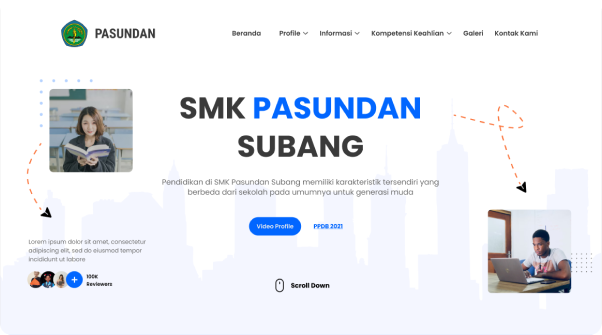 PASUNDAN
Beranda Profile Informasi Kompetensi Keahlian Galeri Kontak Kami
SMK PASUNDAN
SUBANG
Pendidikan di SMK Pasundan Subang memiliki karakteristik tersendiri yang
berbeda dari sekolah pada umumnya untuk generasi muda
Video Profile PPDB 2021
Lorem ipsum dolor sit amet, consectetur
adipiscing elit, sed do eiusmod tempor
incididunt ut labore
+ 100K
Reviewers
Scroll Down